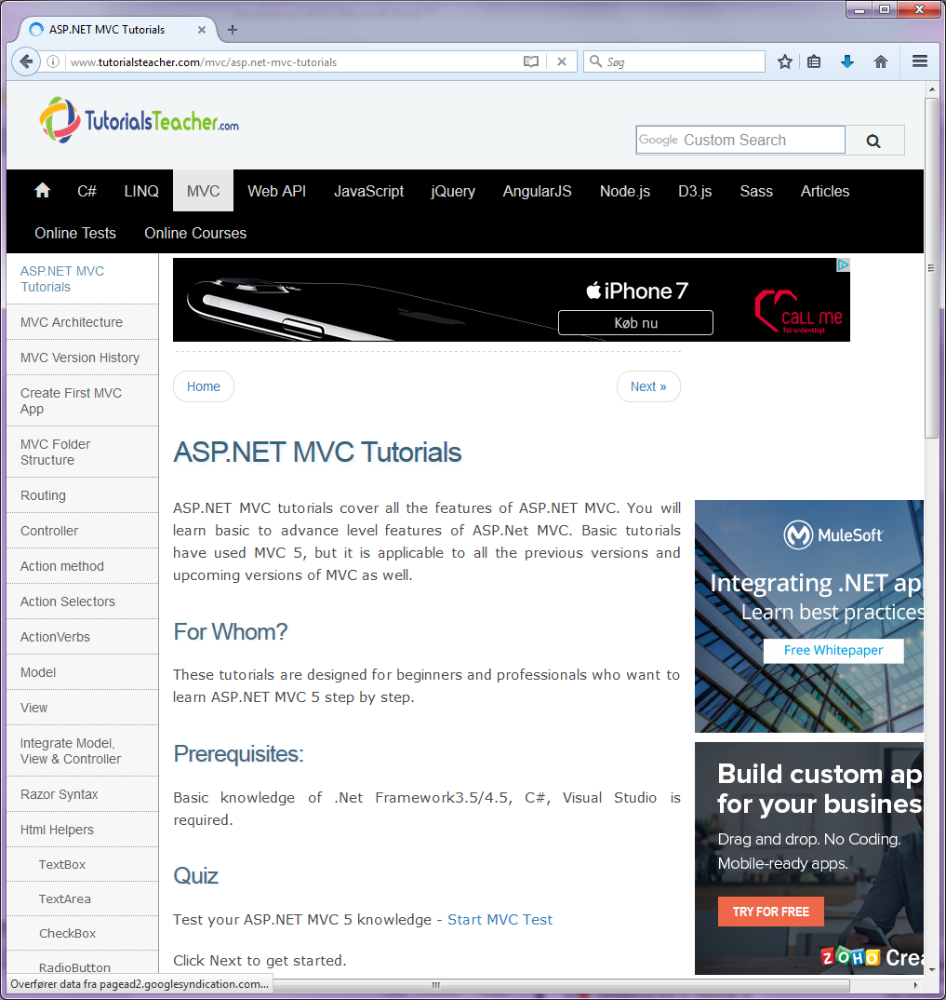 ASP.NET MVC Tutorials
www.tutorialsteacher.com/mvc/asp.net-mvc-tutorials
Søg
TutorialsTeacher.com
Google Custom Search
C# LINQ MVC Web API JavaScript jQuery AngularJS Node.js D3.js Sass Articles
Online Tests Online Courses
ASP.NET MVC
Tutorials
MVC Architecture
MVC Version History
Create First MVC
App
MVC Folder
Structure
Routing
Controller
Action method
Action Selectors
ActionVerbs
Model
View
Integrate Model,
View & Controller
Razor Syntax
Html Helpers
TextBox
TextArea
CheckBox
RadioButton
iPhone 7
Køb nu
CALL me
Tal ordentligt
Home
Next »
ASP.NET MVC Tutorials
ASP.NET MVC tutorials cover all the features of ASP.NET MVC. You will
learn basic to advance level features of ASP.Net MVC. Basic tutorials
have used MVC 5, but it is applicable to all the previous versions and
upcoming versions of MVC as well.
For Whom?
These tutorials are designed for beginners and professionals who want to
learn ASP.NET MVC 5 step by step.
Prerequisites:
Basic knowledge of .Net Framework3.5/4.5, C#, Visual Studio is
required.
Quiz
Test your ASP.NET MVC 5 knowledge - Start MVC Test
Click Next to get started.
MuleSoft
Integrating .NET ap
Learn best practices
Free Whitepaper
Build custom ap
for your busines
Drag and drop. No Coding.
Mobile-ready apps.
TRY FOR FREE
ZOHO Crea
Overfører data fra pagead2.googlesyndication.com...